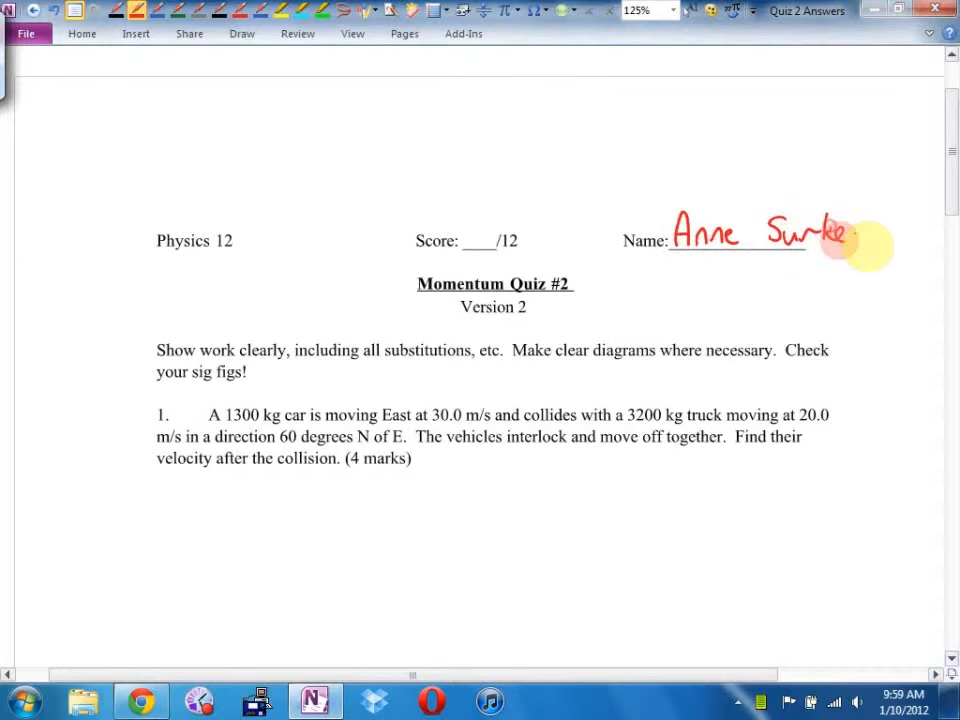 125%
Quiz 2 Answers
File Home Insert Share Draw Review View Pages Add-Ins
Physics 12 Score: ____/12 Name: Anne
Momentum Quiz #2
Version 2
Show work clearly, including all substitutions, etc. Make clear diagrams where necessary. Check
your sig figs!
1. A 1300 kg car is moving East at 30.0 m/s and collides with a 3200 kg truck moving at 20.0
m/s in a direction 60 degrees N of E. The vehicles interlock and move off together. Find their
velocity after the collision. (4 marks)
9:59 AM
1/10/2012